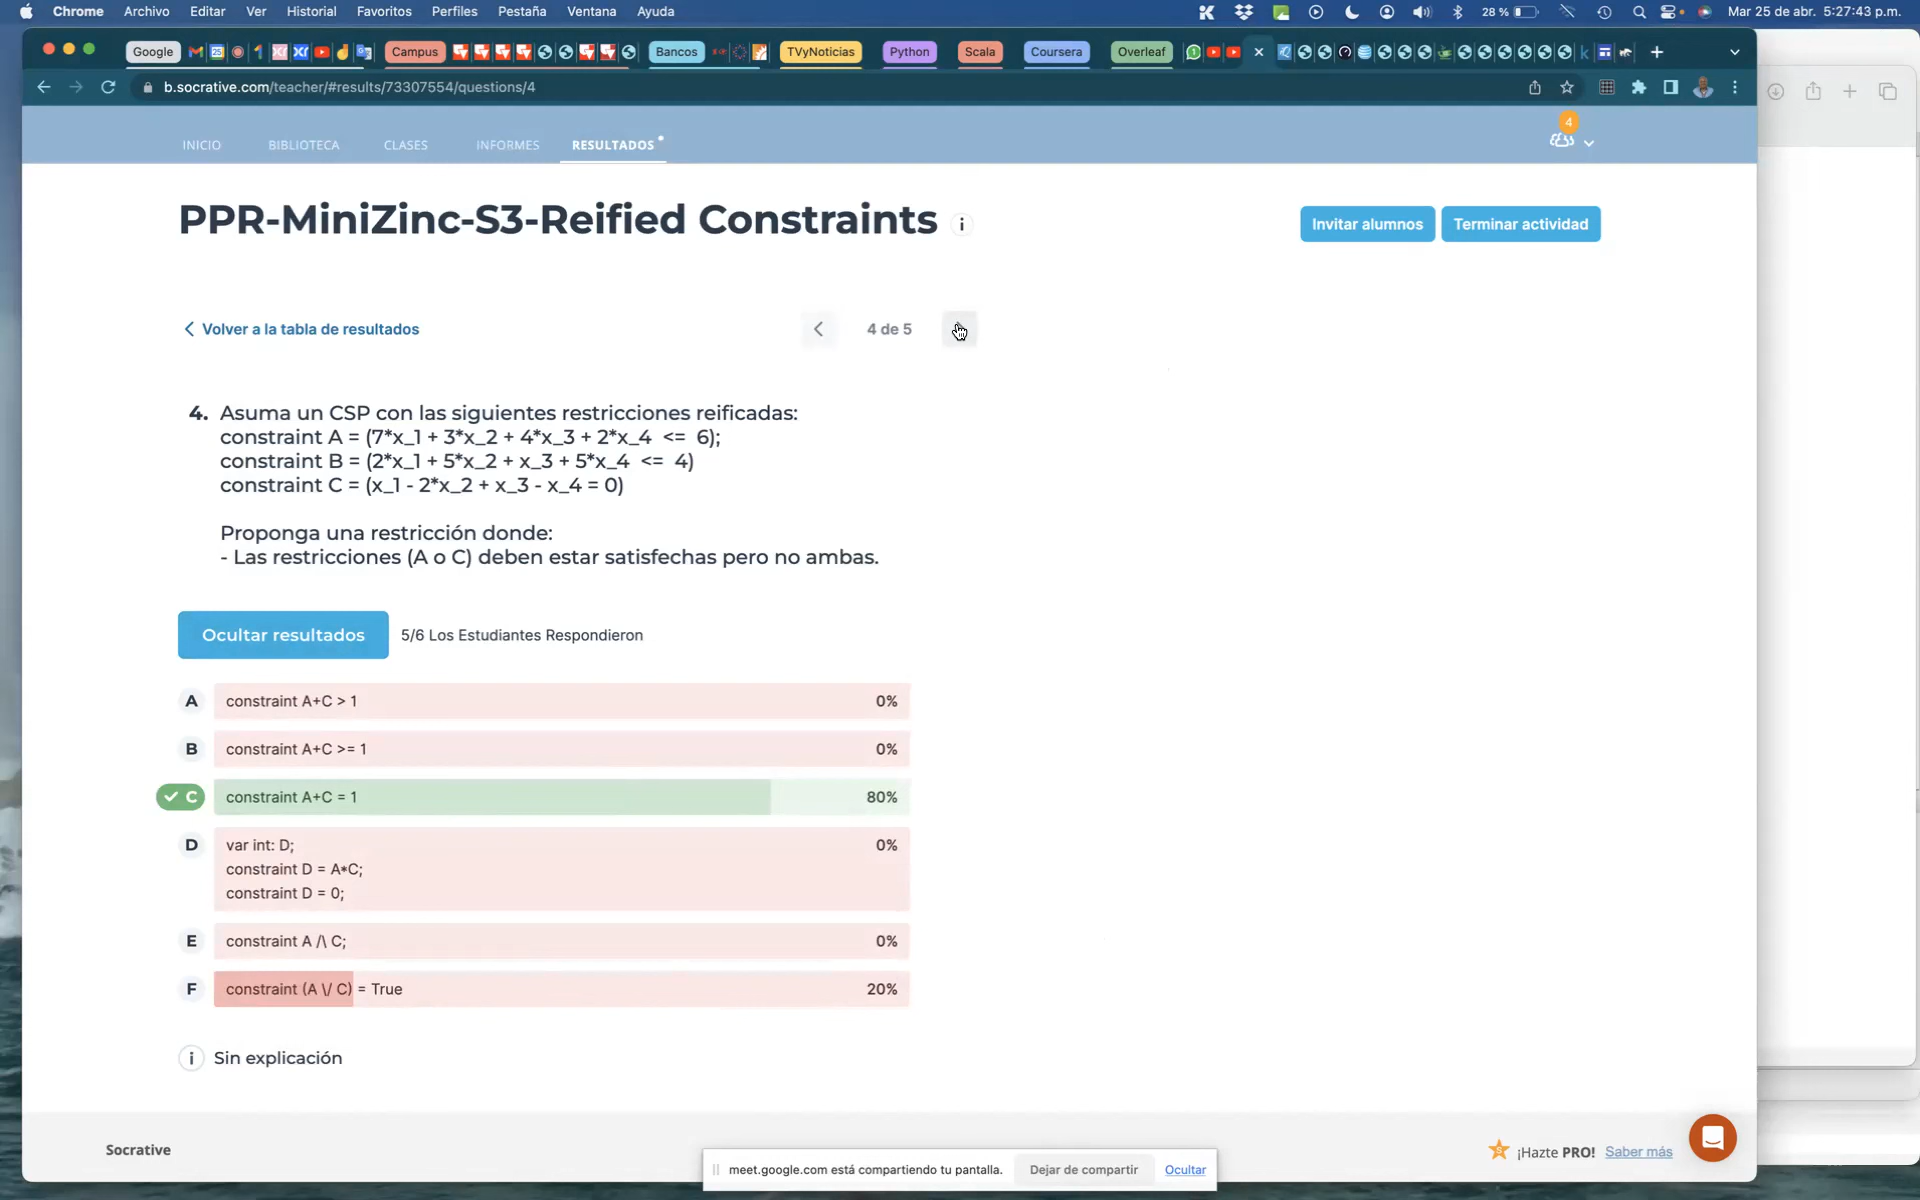 Chrome Archivo Editar Ver Historial Favoritos Perfiles Pestaña Ventana Ayuda 28 % Mar 25 de abr. 5:27:43 p.m.
Google Campus Bancos TVyNoticias Python Scala Coursera Overleaf
b.socrative.com/teacher/#results/73307554/questions/4
4
INICIO BIBLIOTECA CLASES INFORMES RESULTADOS
PPR-MiniZinc-S3-Reified Constraints
Invitar alumnos Terminar actividad
Volver a la tabla de resultados 4 de 5
4. Asuma un CSP con las siguientes restricciones reificadas:
constraint A = (7*x_1 + 3*x_2 + 4*x_3 + 2*x_4 <= 6);
constraint B = (2*x_1 + 5*x_2 + x_3 + 5*x_4 <= 4)
constraint C = (x_1 - 2*x_2 + x_3 - x_4 = 0)
Proponga una restricción donde:
- Las restricciones (A o C) deben estar satisfechas pero no ambas.
Ocultar resultados 5/6 Los Estudiantes Respondieron
A constraint A+C > 1 0%
B constraint A+C >= 1 0%
C constraint A+C = 1 80%
D var int: D; 0%
constraint D = A*C;
constraint D = 0;
E constraint A /\ C; 0%
F constraint (A \/ C) = True 20%
i Sin explicación
Socrative
¡Hazte PRO! Saber más
meet.google.com está compartiendo tu pantalla. Dejar de compartir Ocultar